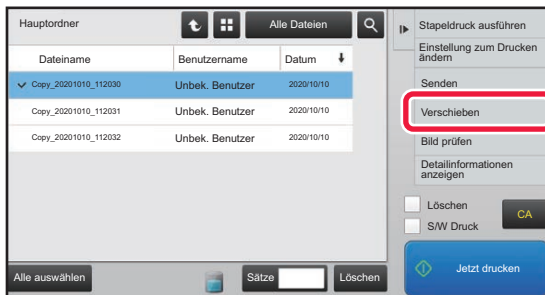 Hauptordner
Alle Dateien
Dateiname Benutzername Datum
Copy_20201010_112030 Unbek. Benutzer 2020/10/10
Copy_20201010_112031 Unbek. Benutzer 2020/10/10
Copy_20201010_112032 Unbek. Benutzer 2020/10/10
Alle auswählen
Sätze
Löschen
Stapeldruck ausführen
Einstellung zum Drucken
ändern
Senden
Verschieben
Bild prüfen
Detailinformationen
anzeigen
Löschen
S/W Druck
CA
Jetzt drucken